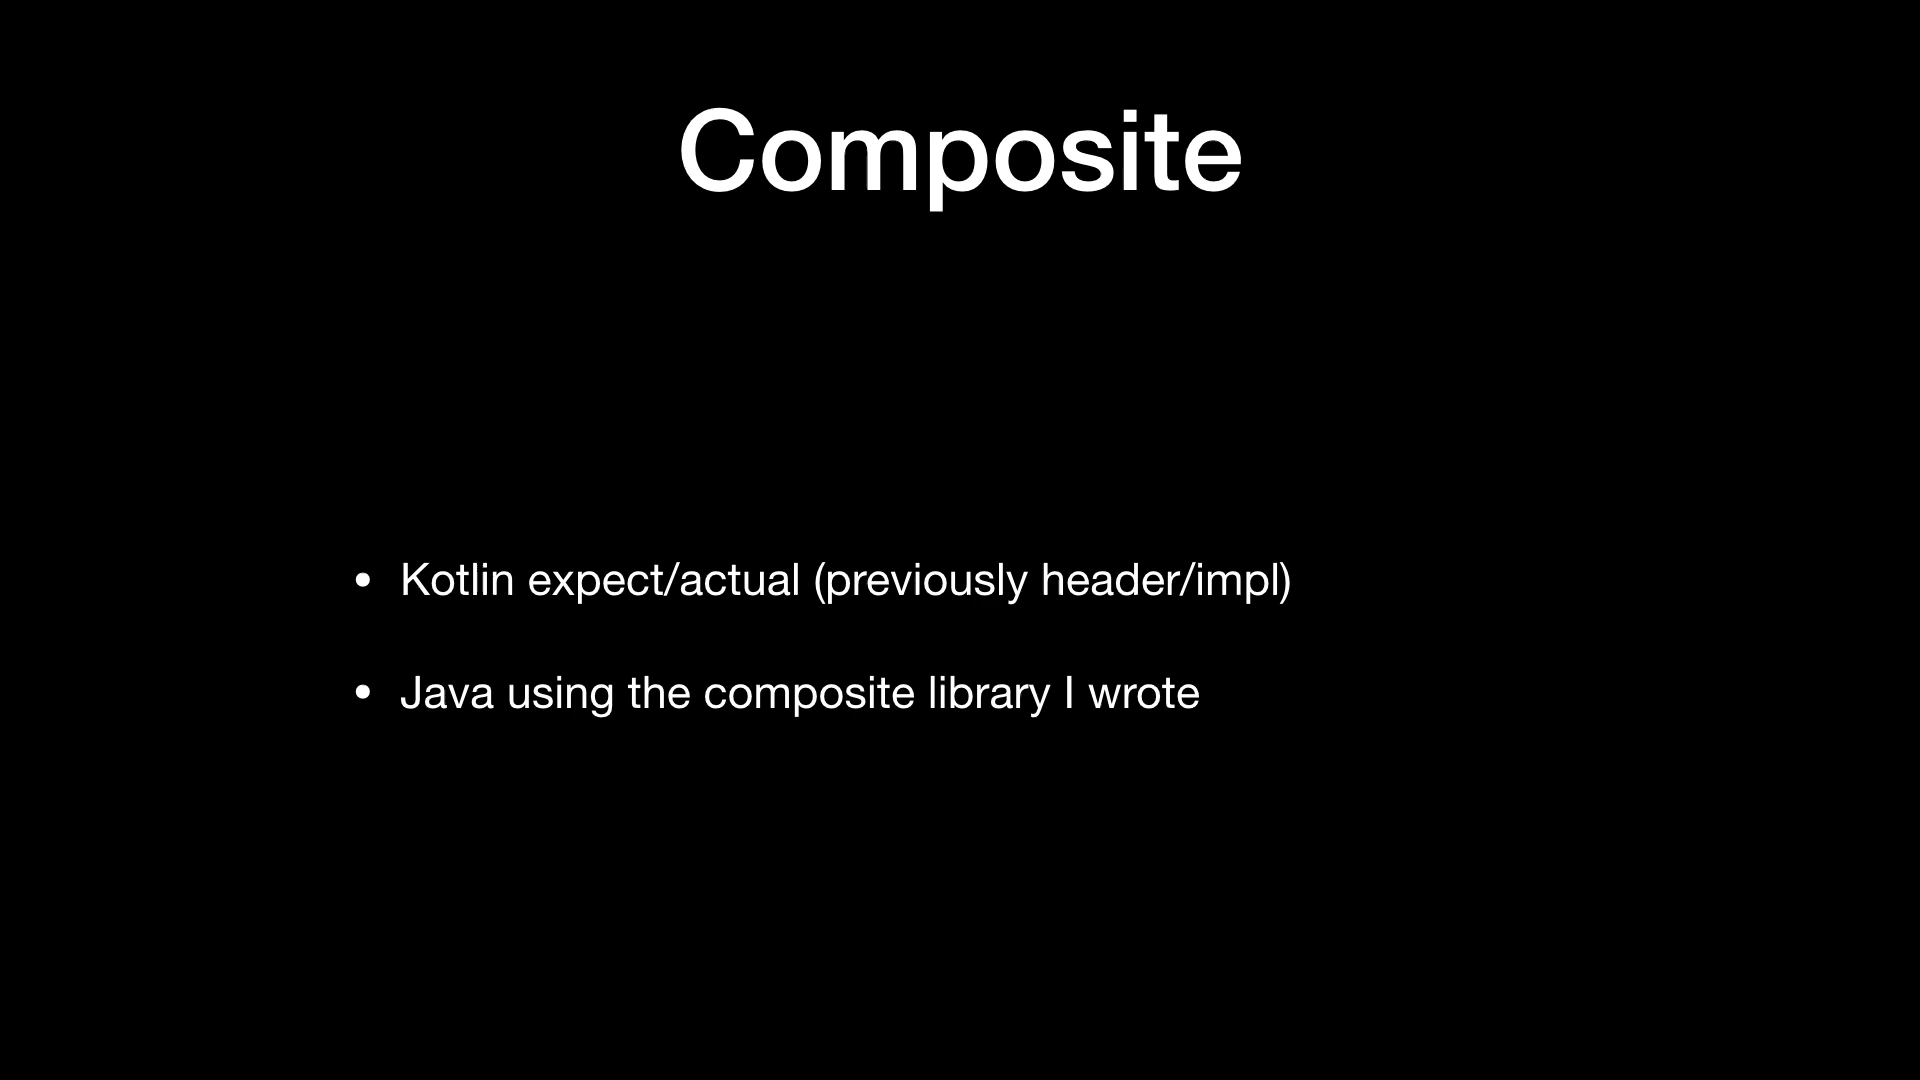 Composite
• Kotlin expect/actual (previously header/impl)
• Java using the composite library I wrote